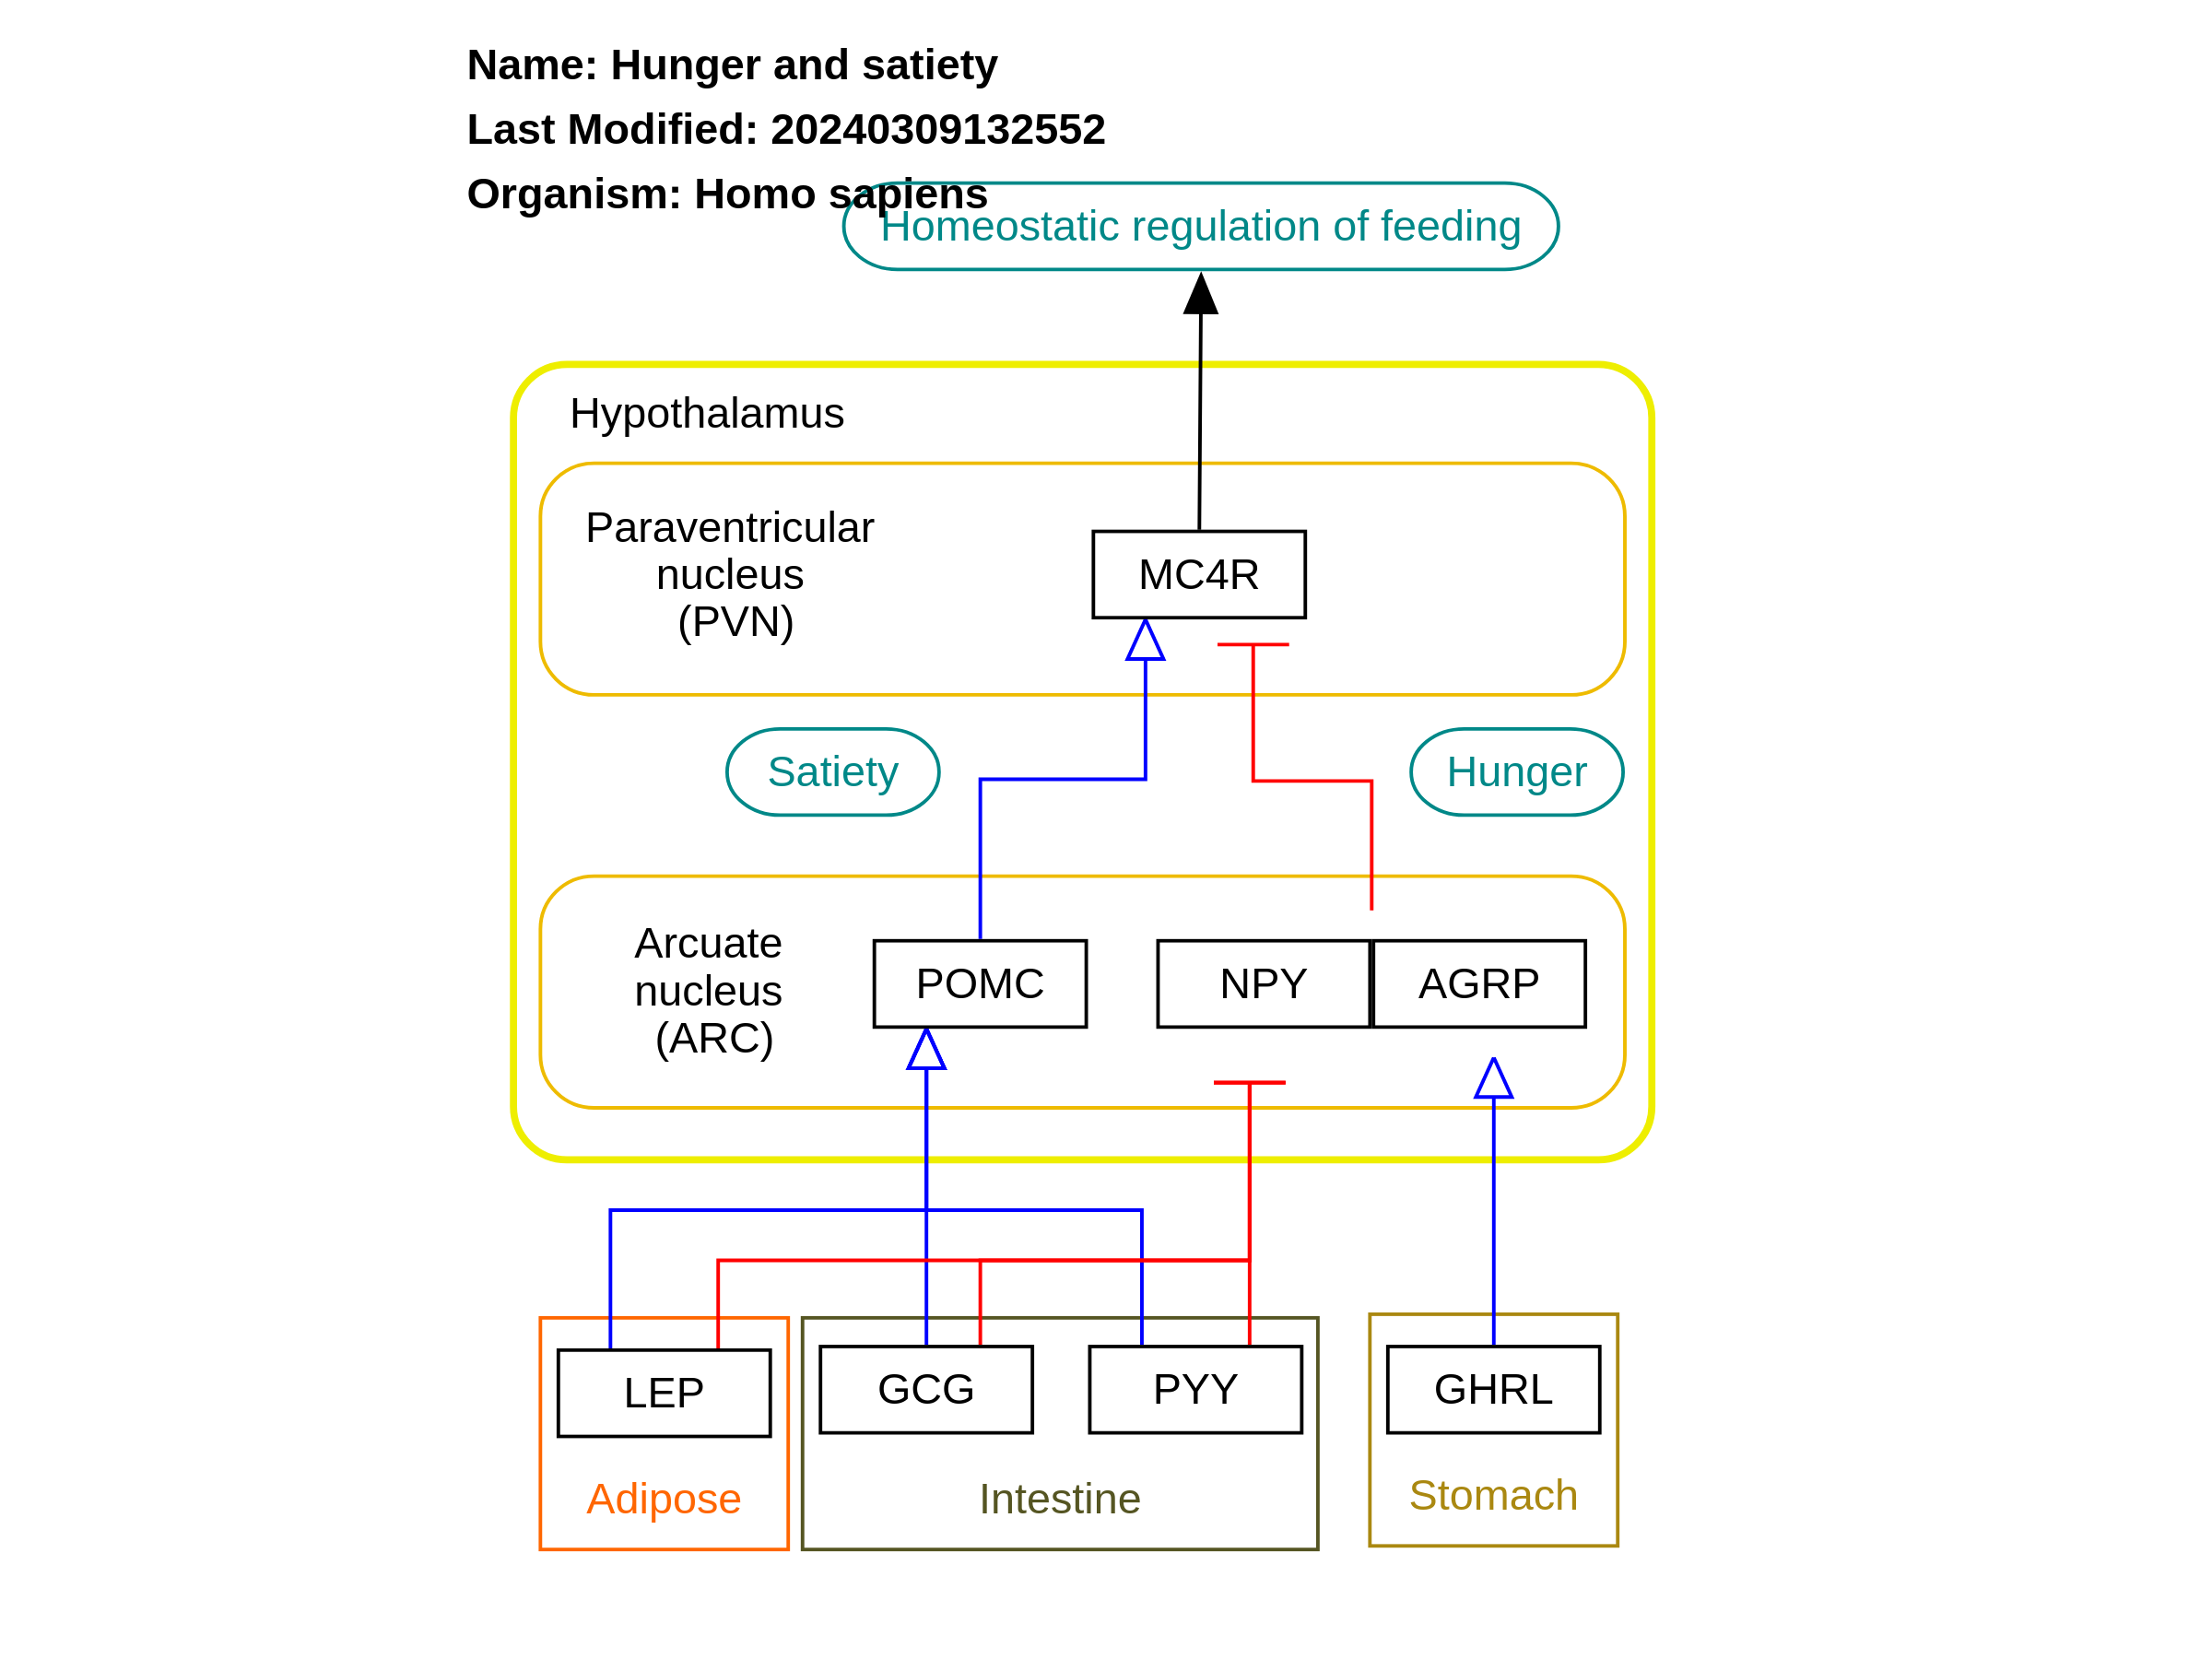 Name: Hunger and satiety
Last Modified: 20240309132552
Organism: Homo sapiens
Homeostatic regulation of feeding
Hypothalamus
Paraventricular
nucleus
(PVN)
MC4R
Satiety
Hunger
Arcuate
nucleus
(ARC)
POMC
NPY
AGRP
LEP
GCG
PYY
GHRL
Adipose
Intestine
Stomach